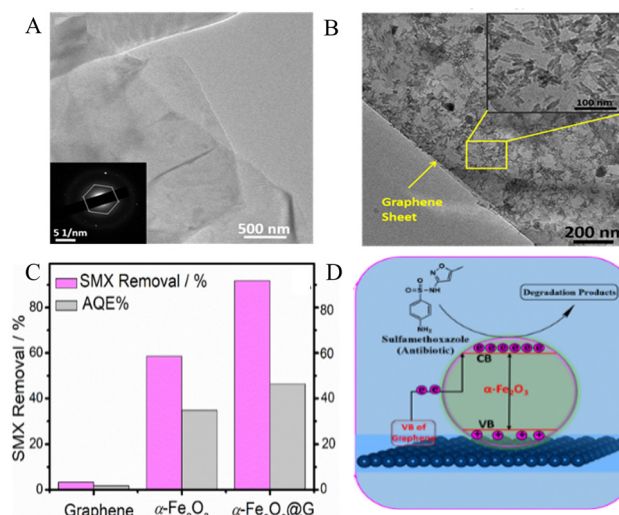 A
5 1/nm
500 nm
B
100 nm
Graphene
Sheet
200 nm
C
SMX Removal / %
AQE%
SMX Removal / %
80
60
40
20
0
80
60
40
20
0
Graphene
α-Fe₂O₃
α-Fe₂O₃@G
D
O
N
O
S-NH
O
NH₂
Sulfamethoxazole
(Antibiotic)
Degradation Products
e e e e e e
CB
e e
α-Fe₂O₃
VB of
Graphene
VB
+ + + +